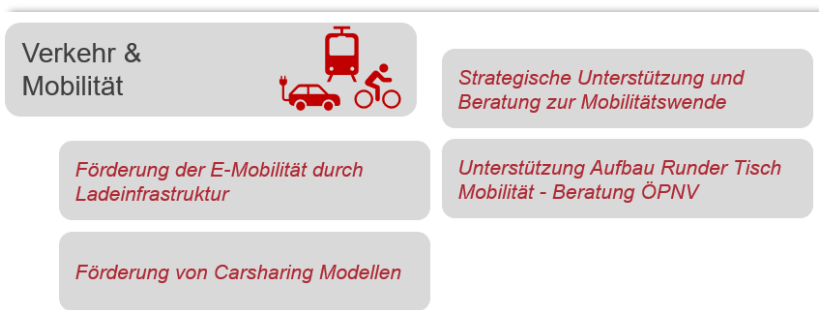 Verkehr &
Mobilität
Förderung der E-Mobilität durch
Ladeinfrastruktur
Förderung von Carsharing Modellen
Strategische Unterstützung und
Beratung zur Mobilitätswende
Unterstützung Aufbau Runder Tisch
Mobilität - Beratung ÖPNV